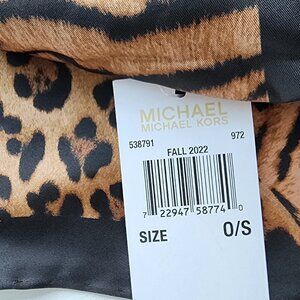 MICHAEL
MICHAEL KORS
538791 972
FALL 2022
7 22947 58774 0
SIZE O/S